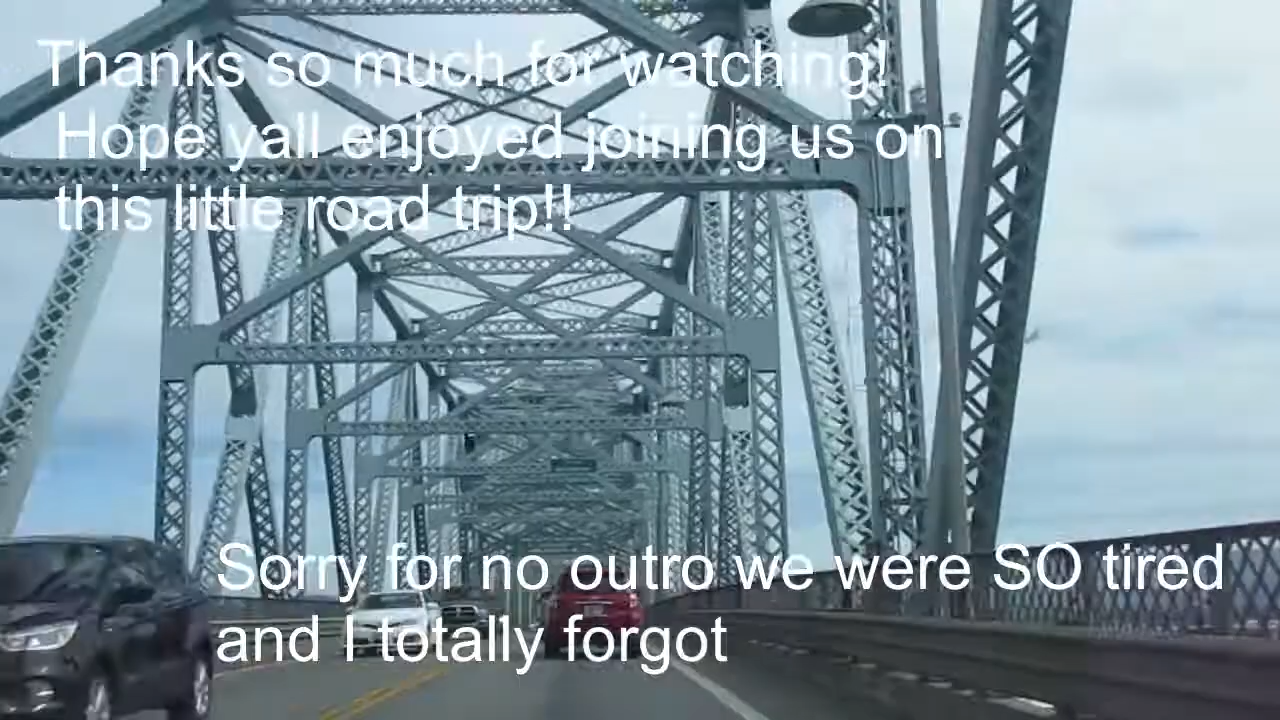 Thanks so much for watching!
Hope yall enjoyed joining us on
this little road trip!!
Sorry for no outro we were SO tired
and I totally forgot